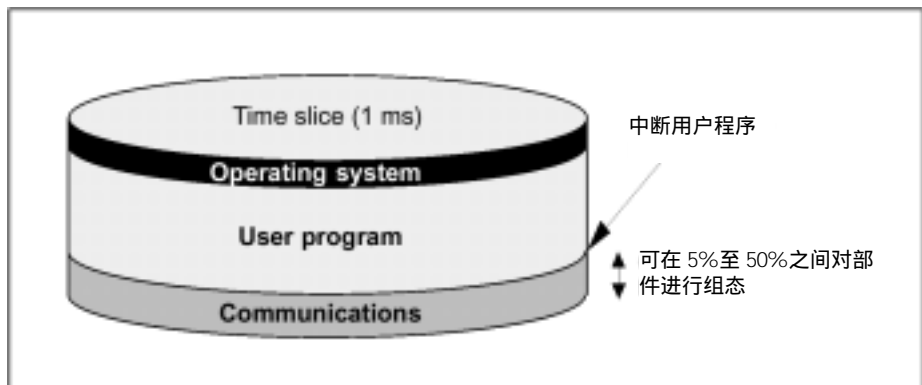 Time slice (1 ms)
中断用户程序
Operating system
User program
可在 5%至 50%之间对部
件进行组态
Communications